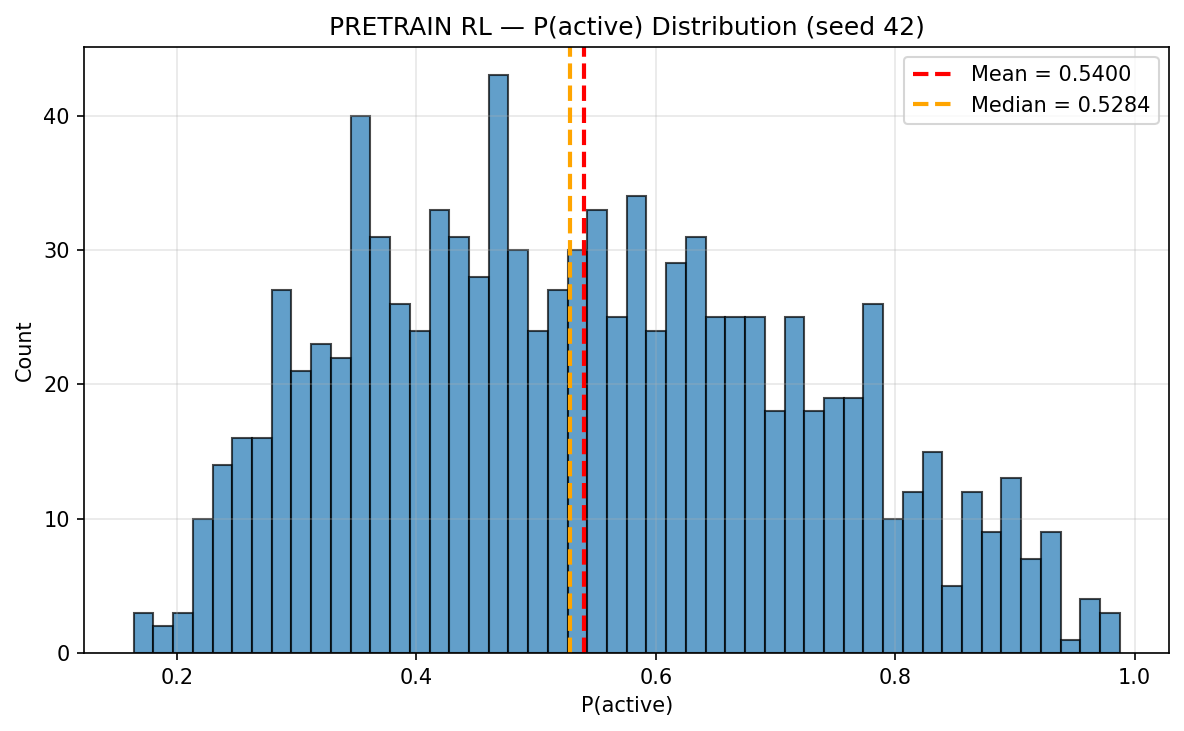 PRETRAIN RL — P(active) Distribution (seed 42)
Mean = 0.5400
Median = 0.5284
Count
40
30
20
10
0
0.2 0.4 0.6 0.8 1.0
P(active)